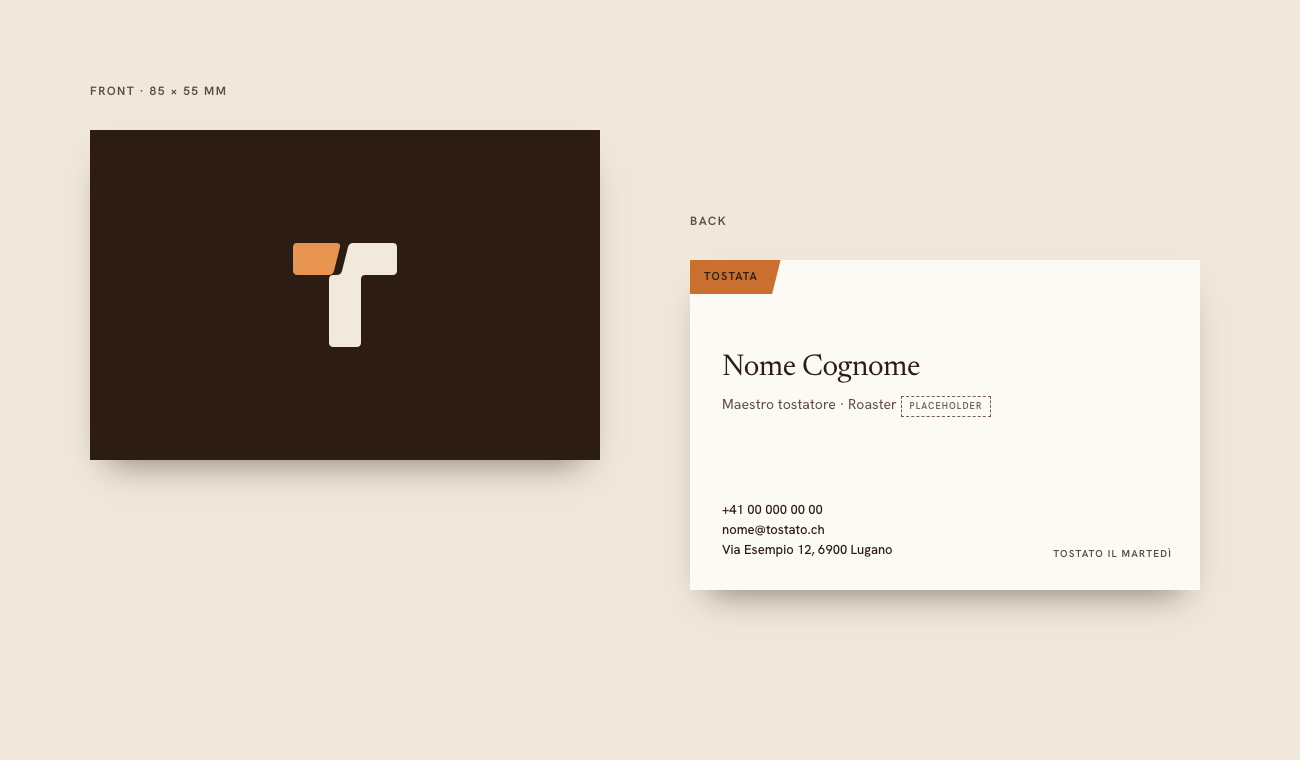 FRONT · 85 × 55 MM
BACK
TOSTATA
Nome Cognome
Maestro tostatore · Roaster PLACEHOLDER
+41 00 000 00 00
nome@tostato.ch
Via Esempio 12, 6900 Lugano
TOSTATO IL MARTEDÌ